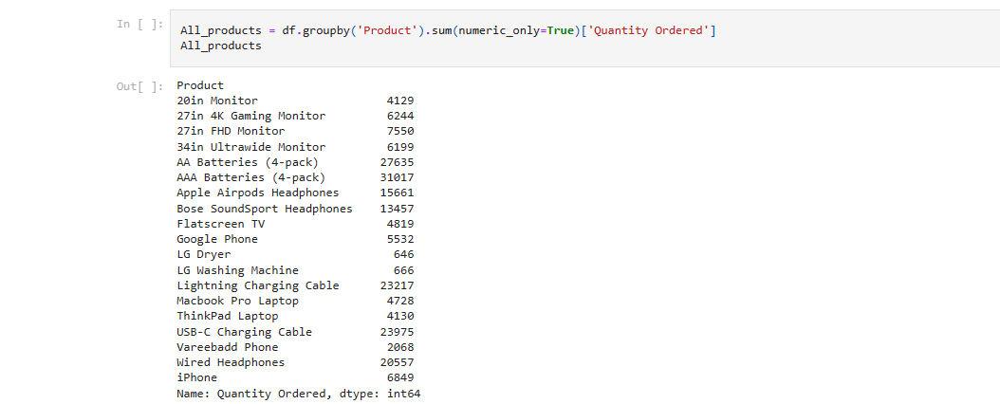 In [ ]:
All_products = df.groupby('Product').sum(numeric_only=True)['Quantity Ordered']
All_products
Out[ ]:
Product
20in Monitor 4129
27in 4K Gaming Monitor 6244
27in FHD Monitor 7550
34in Ultrawide Monitor 6199
AA Batteries (4-pack) 27635
AAA Batteries (4-pack) 31017
Apple Airpods Headphones 15661
Bose SoundSport Headphones 13457
Flatscreen TV 4819
Google Phone 5532
LG Dryer 646
LG Washing Machine 666
Lightning Charging Cable 23217
Macbook Pro Laptop 4728
ThinkPad Laptop 4130
USB-C Charging Cable 23975
Vareebadd Phone 2068
Wired Headphones 20557
iPhone 6849
Name: Quantity Ordered, dtype: int64